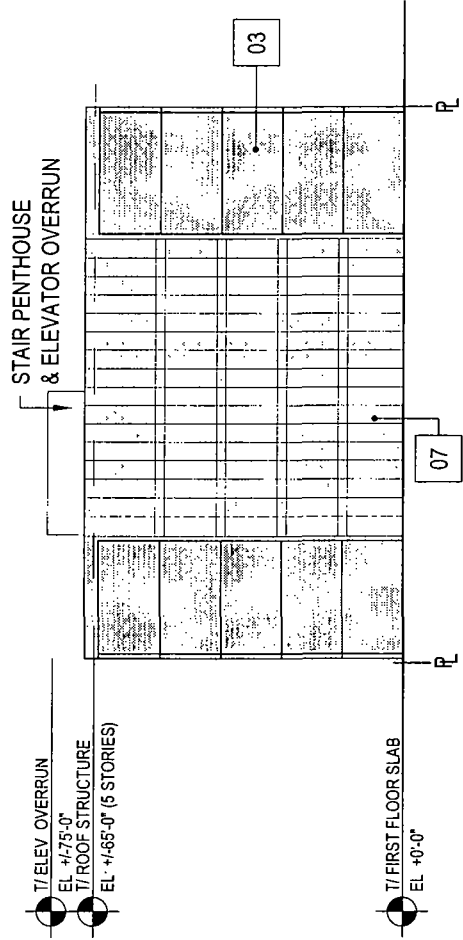 STAIR PENTHOUSE
& ELEVATOR OVERRUN
03
07
PL
PL
T/ ELEV OVERRUN
EL +/-75'-0"
T/ ROOF STRUCTURE
EL· +/-65'-0" (5 STORIES)
T/ FIRST FLOOR SLAB
EL +0'-0"